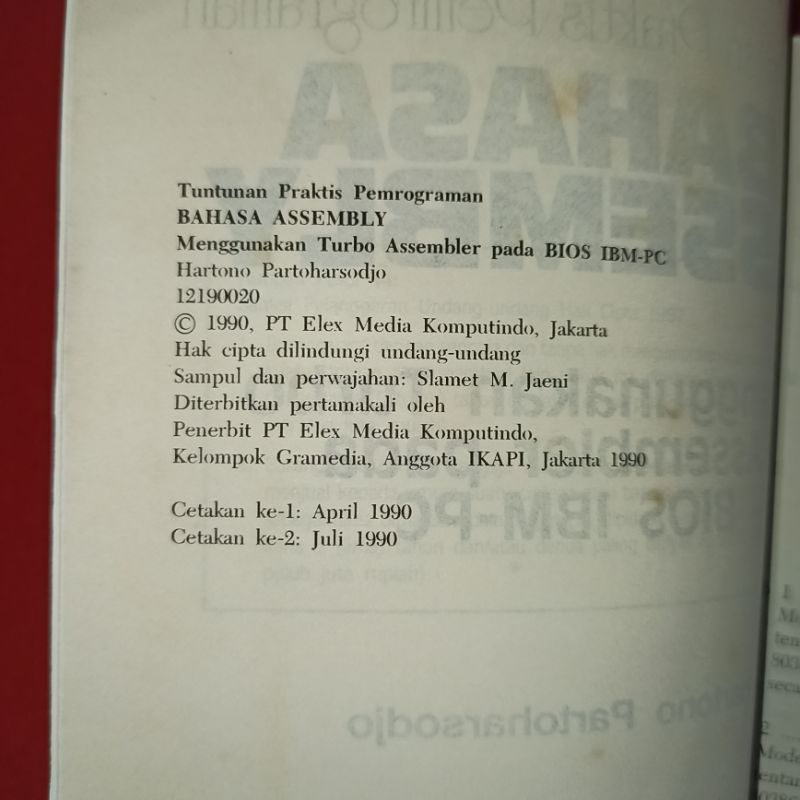 Tuntunan Praktis Pemrograman
BAHASA ASSEMBLY
Menggunakan Turbo Assembler pada BIOS IBM-PC
Hartono Partoharsodjo
12190020
© 1990, PT Elex Media Komputindo, Jakarta
Hak cipta dilindungi undang-undang
Sampul dan perwajahan: Slamet M. Jaeni
Diterbitkan pertamakali oleh
Penerbit PT Elex Media Komputindo,
Kelompok Gramedia, Anggota IKAPI, Jakarta 1990
Cetakan ke-1: April 1990
Cetakan ke-2: Juli 1990